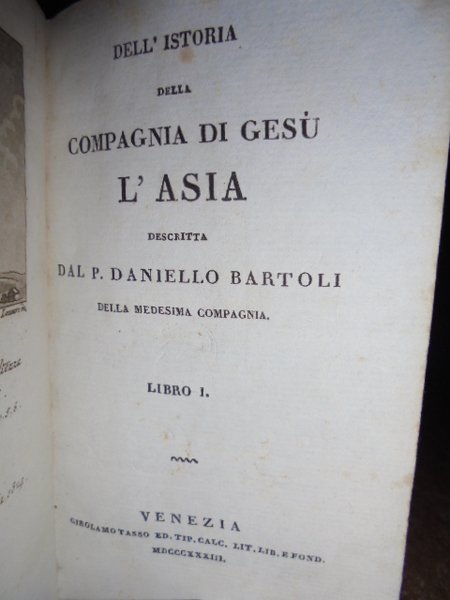 DELL' ISTORIA
DELLA
COMPAGNIA DI GESÙ
L' ASIA
DESCRITTA
DAL P. DANIELLO BARTOLI
DELLA MEDESIMA COMPAGNIA.
LIBRO I.
VENEZIA
GIROLAMO TASSO ED. TIP. CALC. LIT. LIB. E FOND.
MDCCCXXXIII.